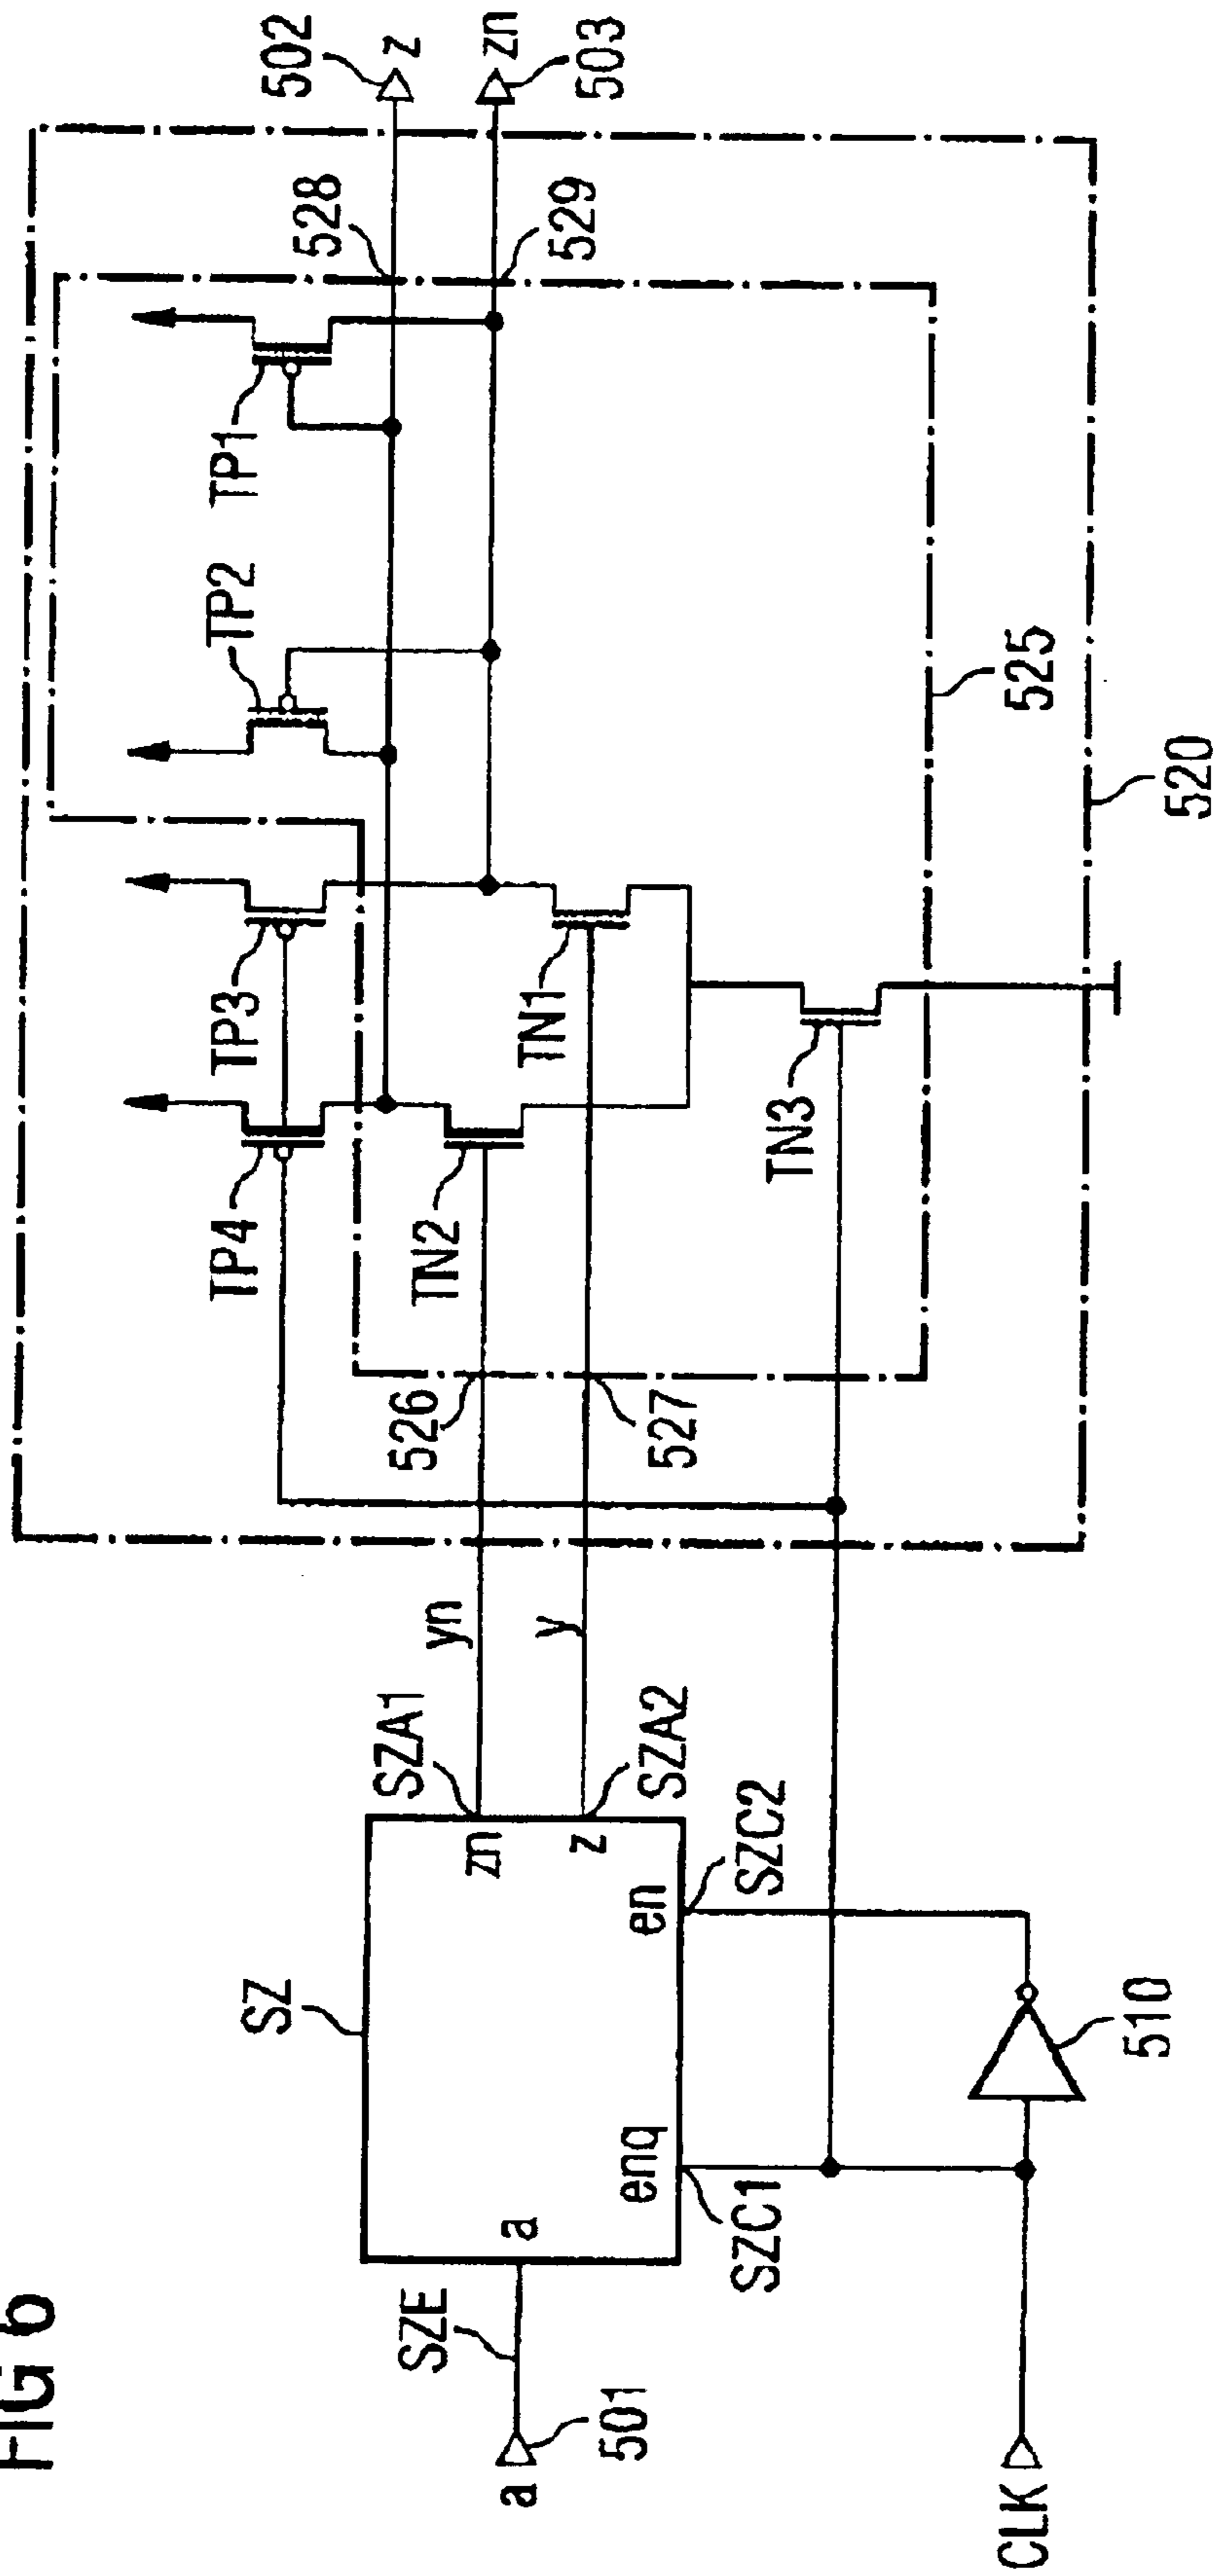 FIG 6
502
z
503
zn
528
529
TP1
TP2
TP3
TP4
TN1
TN2
TN3
525
520
526
527
yn
y
SZA1
SZA2
zn
z
SZ
en
SZC2
enq
SZC1
a
SZE
501
a
510
CLK